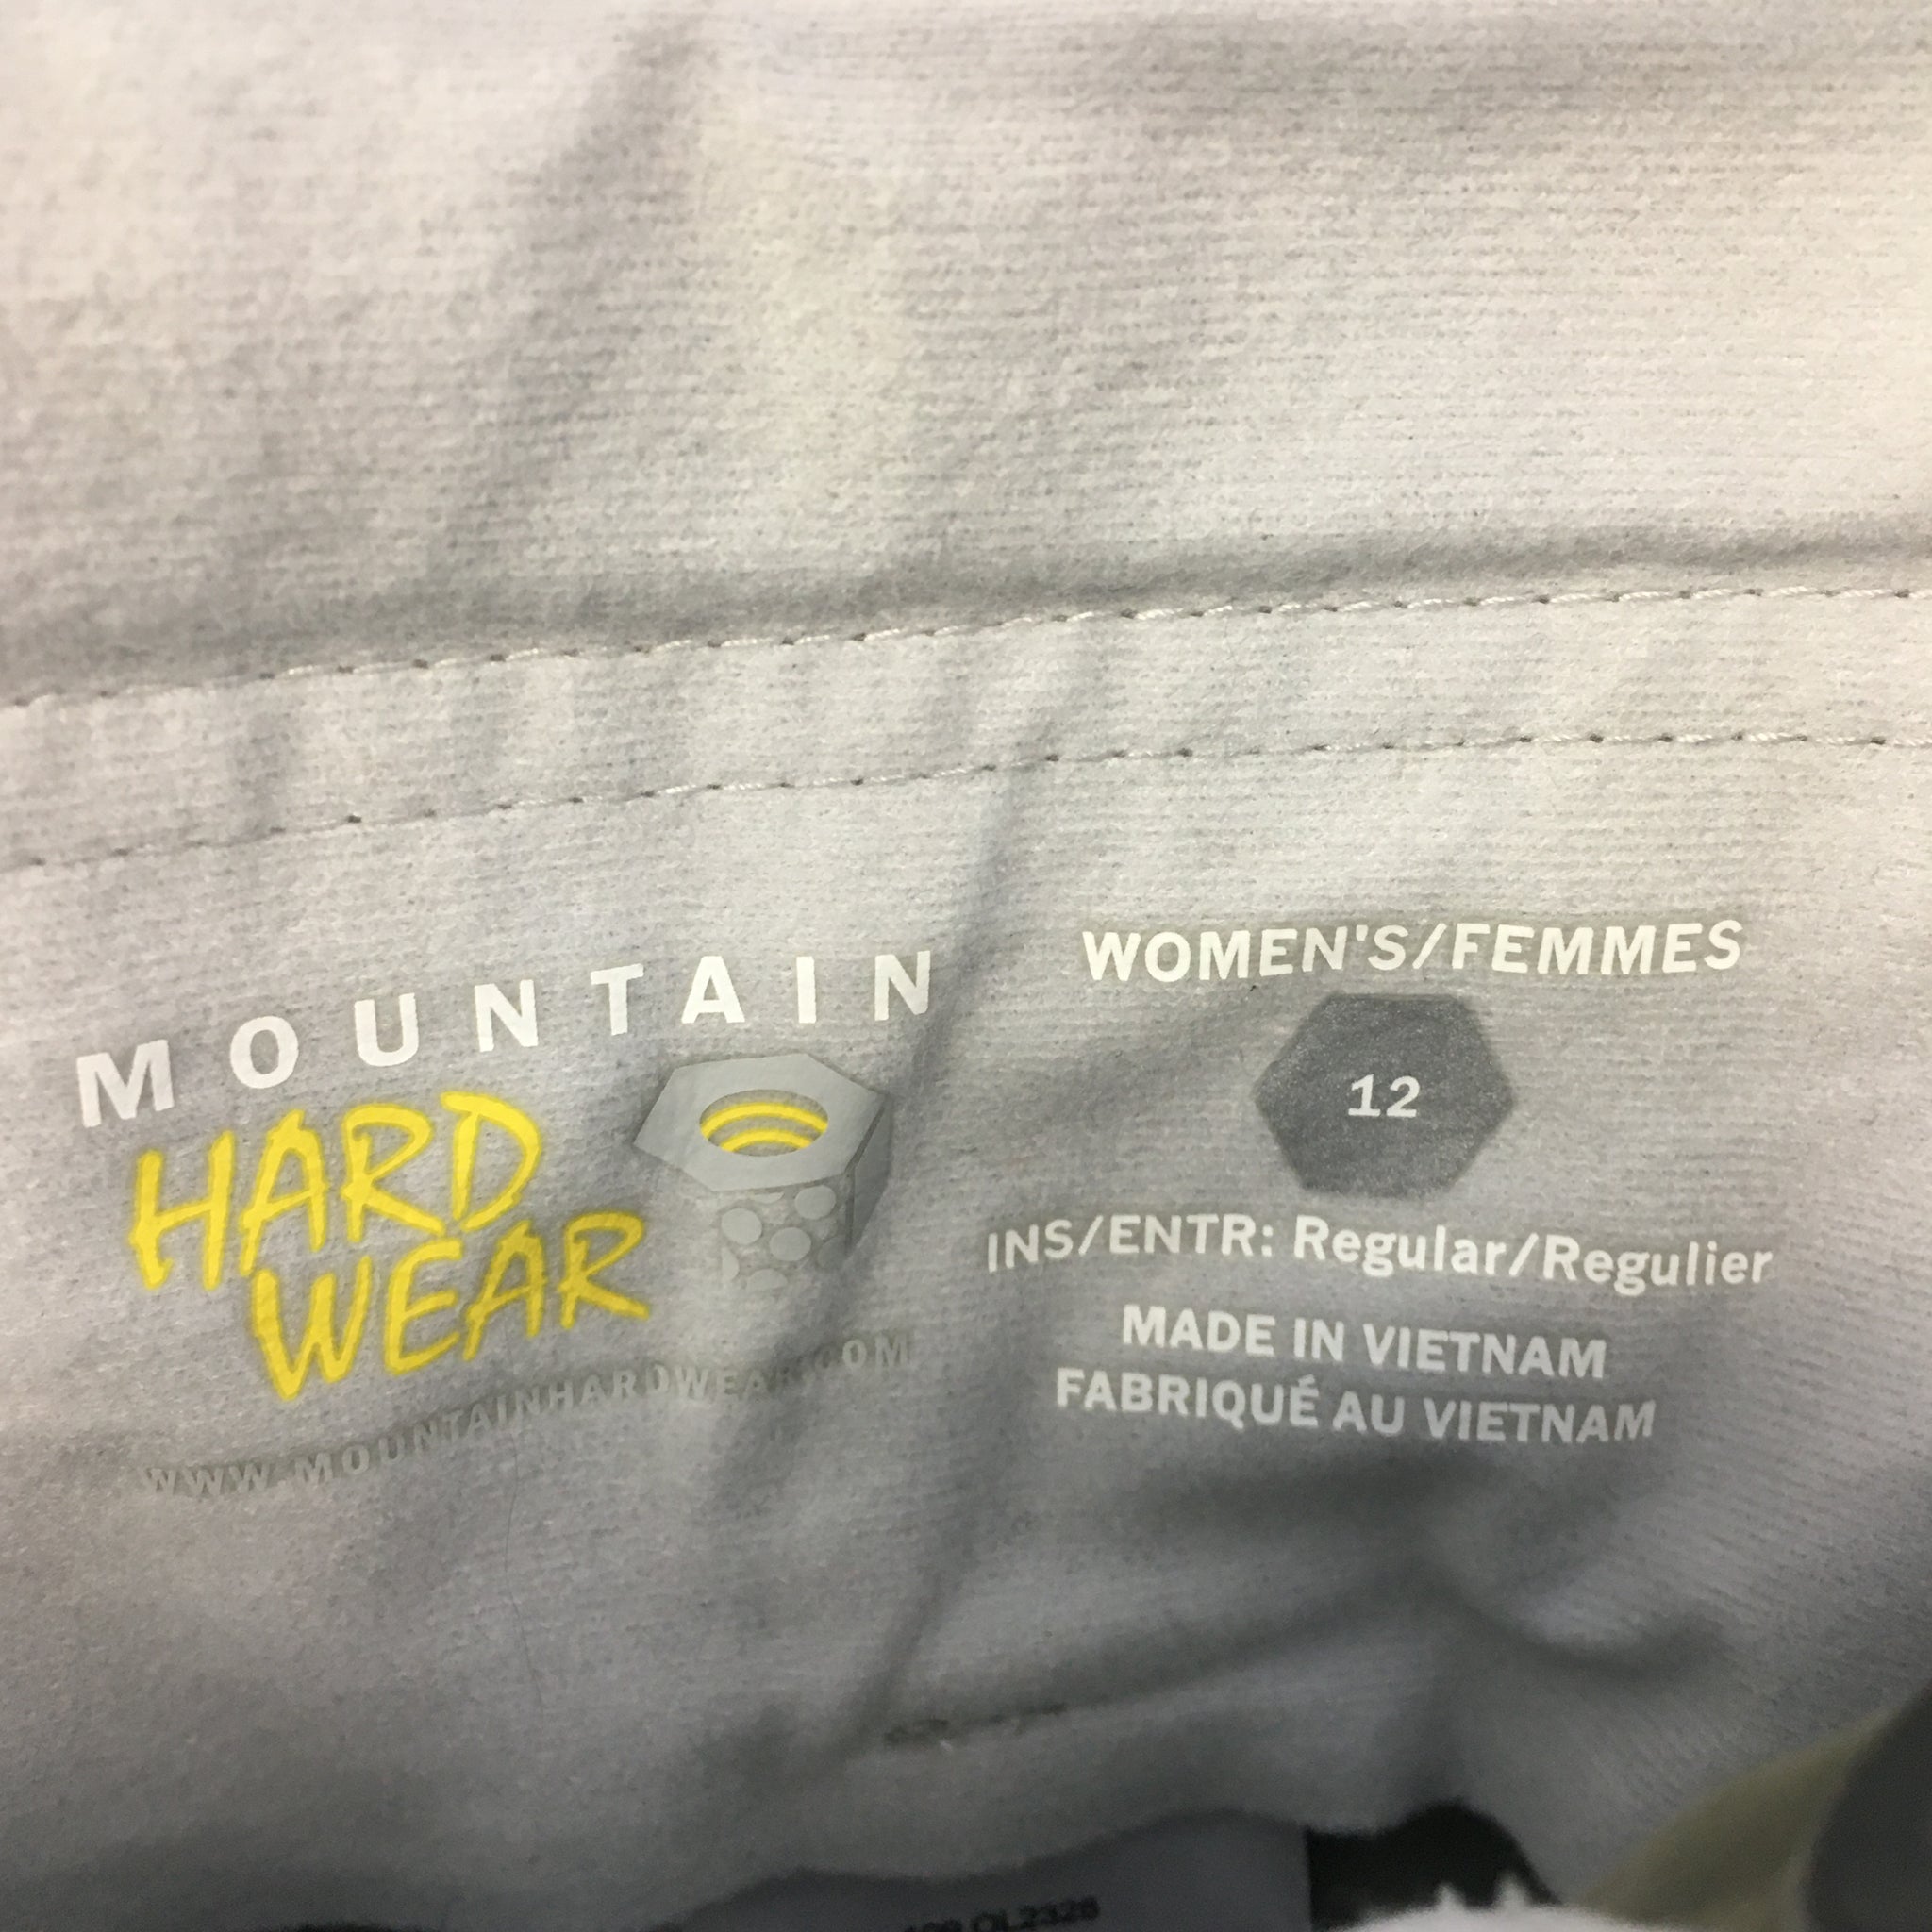 MOUNTAIN
HARD
WEAR
WWW.MOUNTAINHARDWEAR.COM
WOMEN'S/FEMMES
12
INS/ENTR: Regular/Regulier
MADE IN VIETNAM
FABRIQUÉ AU VIETNAM
OL2328